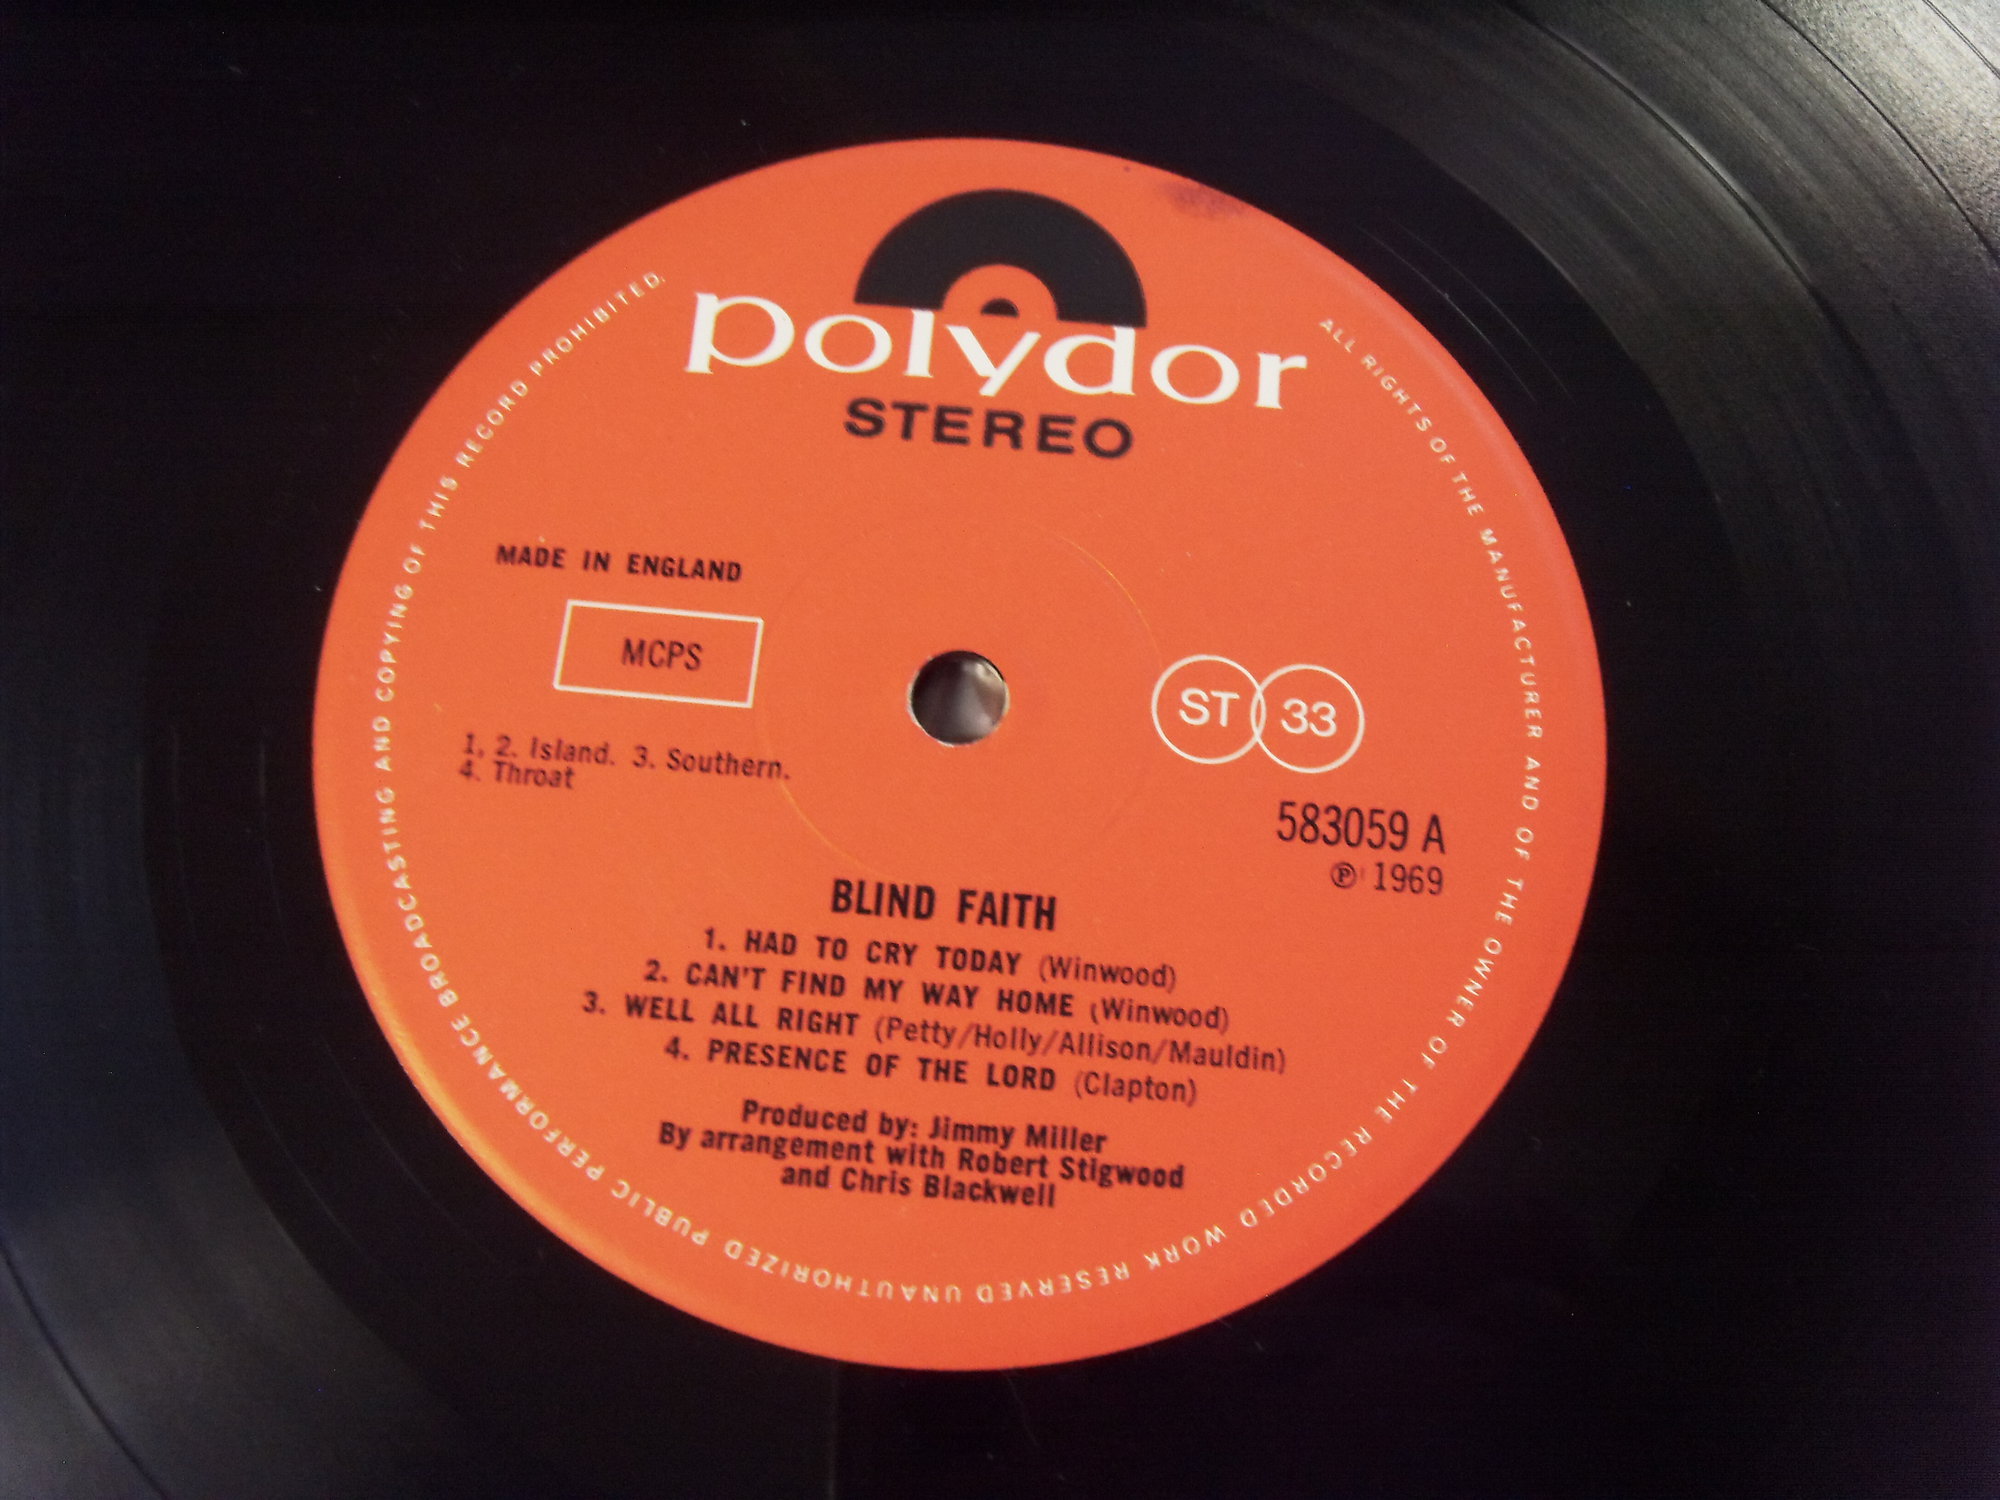 polydor
STEREO
MADE IN ENGLAND
MCPS
ST 33
1, 2. Island. 3. Southern.
4. Throat
583059 A
℗ 1969
BLIND FAITH
1. HAD TO CRY TODAY (Winwood)
2. CAN'T FIND MY WAY HOME (Winwood)
3. WELL ALL RIGHT (Petty/Holly/Allison/Mauldin)
4. PRESENCE OF THE LORD (Clapton)
Produced by: Jimmy Miller
By arrangement with Robert Stigwood
and Chris Blackwell
ALL RIGHTS OF THE MANUFACTURER AND OF THE OWNER OF THE RECORDED WORK RESERVED UNAUTHORIZED PUBLIC PERFORMANCE BROADCASTING AND COPYING OF THIS RECORD PROHIBITED.